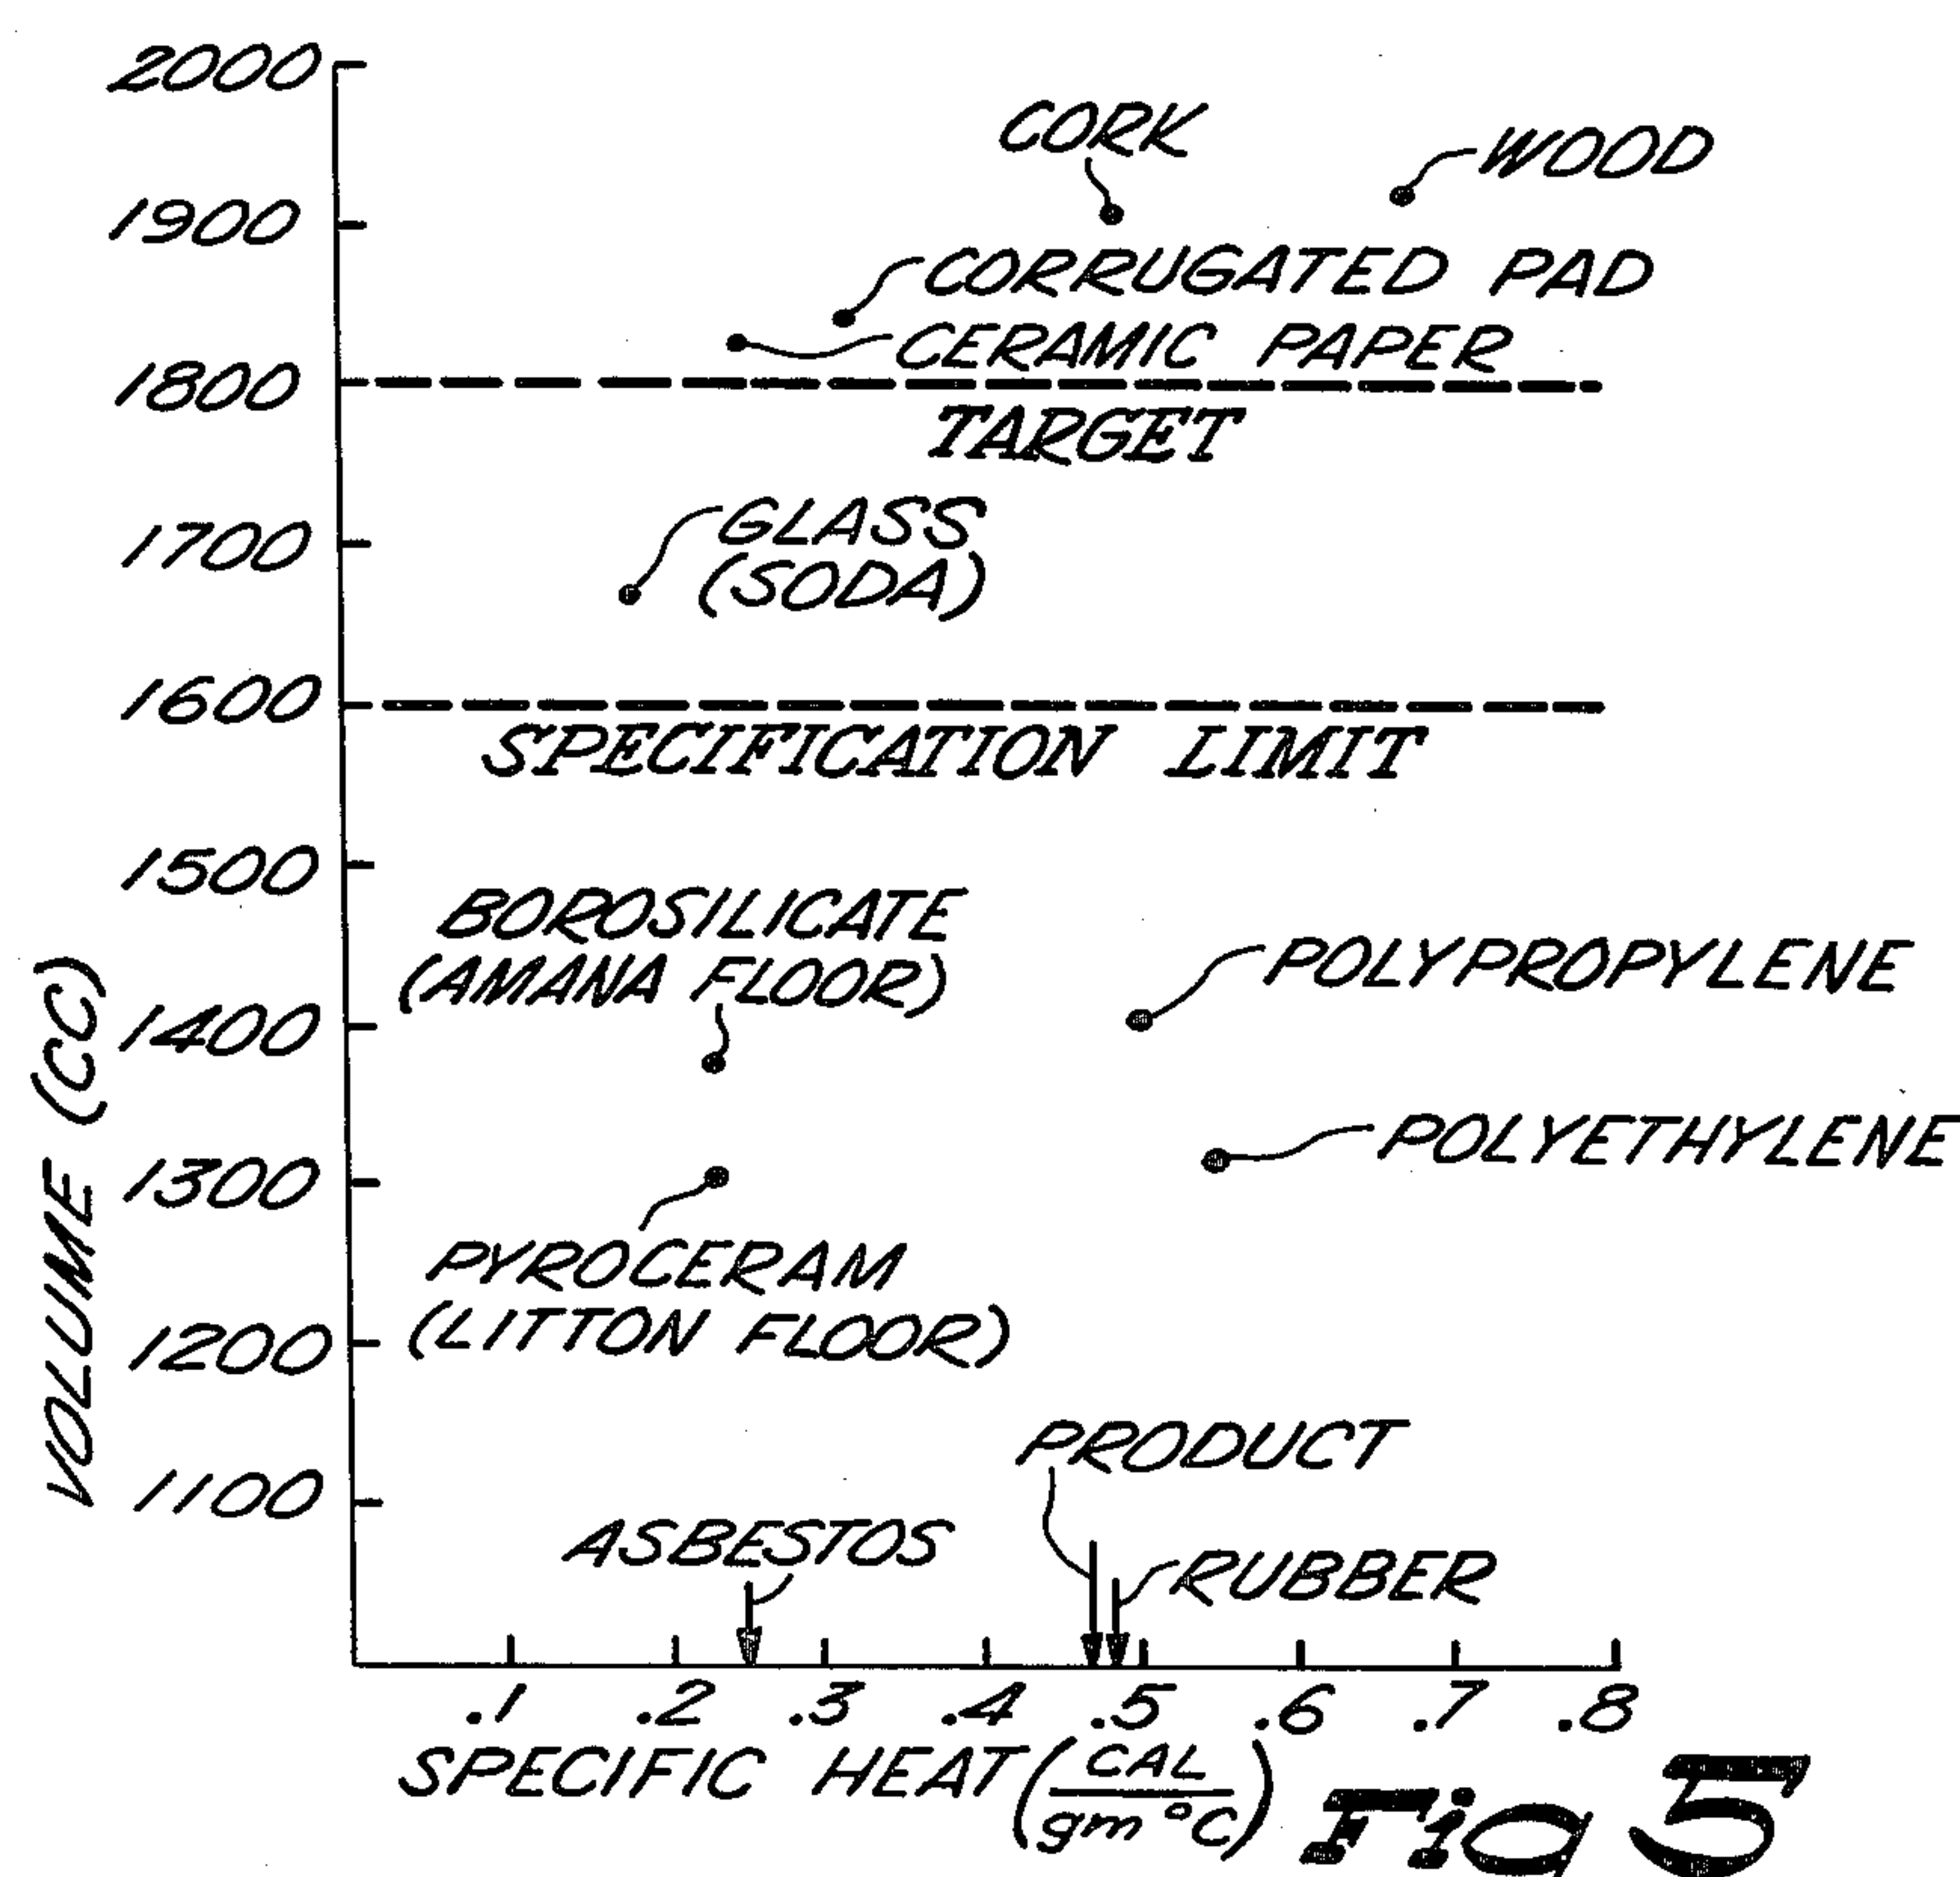 2000
CORK
WOOD
1900
CORRUGATED PAD
CERAMIC PAPER
1800
TARGET
GLASS
(SODA)
1700
1600
SPECIFICATION LIMIT
1500
BOROSILICATE
(AMANA FLOOR)
POLYPROPYLENE
1400
POLYETHYLENE
1300
PYROCERAM
(LITTON FLOOR)
1200
PRODUCT
1100
ASBESTOS
RUBBER
VOLUME (CC)
.1 .2 .3 .4 .5 .6 .7 .8
SPECIFIC HEAT (CAL
gm °C)
Fig 5